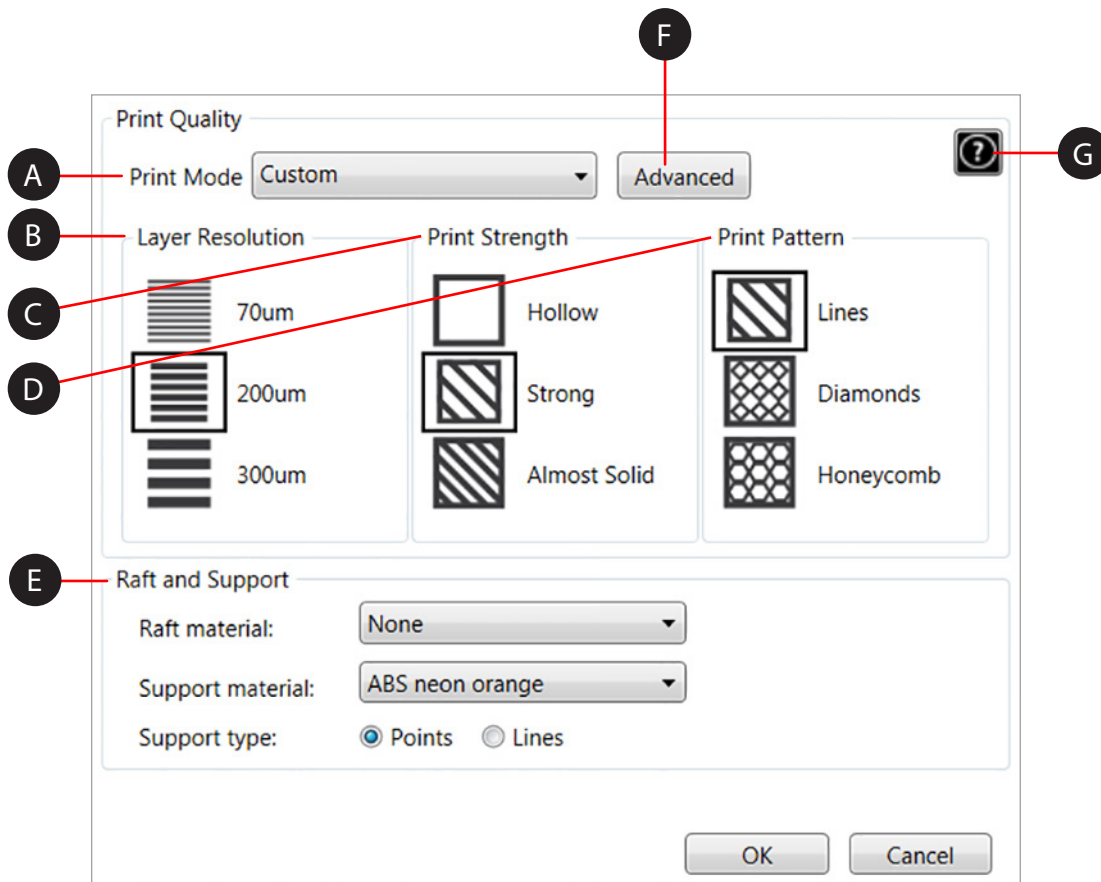 F
Print Quality
A Print Mode Custom Advanced ? G
B Layer Resolution Print Strength Print Pattern
C 70um Hollow Lines
D 200um Strong Diamonds
300um Almost Solid Honeycomb
E Raft and Support
Raft material: None
Support material: ABS neon orange
Support type: Points Lines
OK Cancel